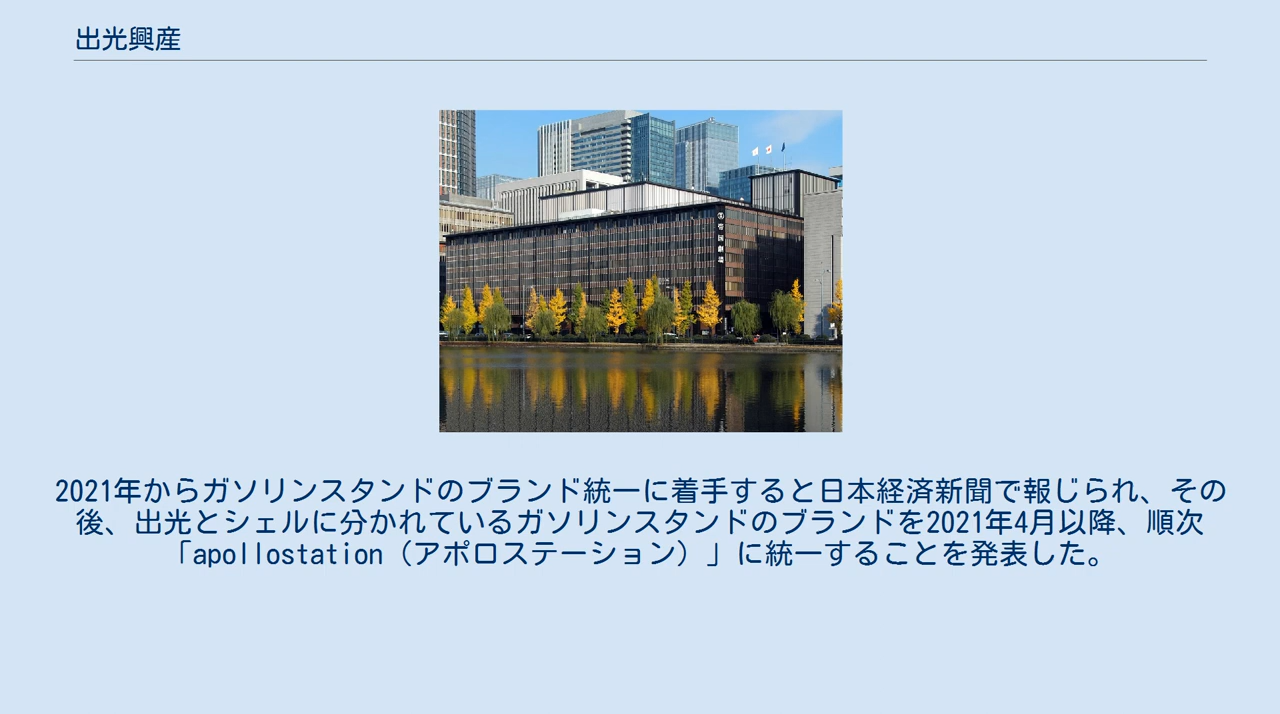 出光興産
帝国劇場
2021年からガソリンスタンドのブランド統一に着手すると日本経済新聞で報じられ、その
後、出光とシェルに分かれているガソリンスタンドのブランドを2021年4月以降、順次
「apollostation（アポロステーション）」に統一することを発表した。